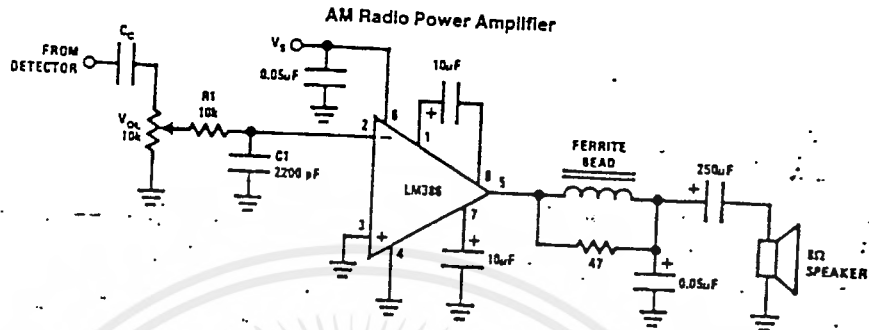 AM Radio Power Amplifier
FROM
DETECTOR
CC
VOL
10k
R1
10k
C1
2200 pF
VS
0.05uF
2
−
3
+
6
LM386
4
1
+
10uF
8
5
7
+
10uF
FERRITE
BEAD
47
+
250uF
+
0.05uF
8Ω
SPEAKER